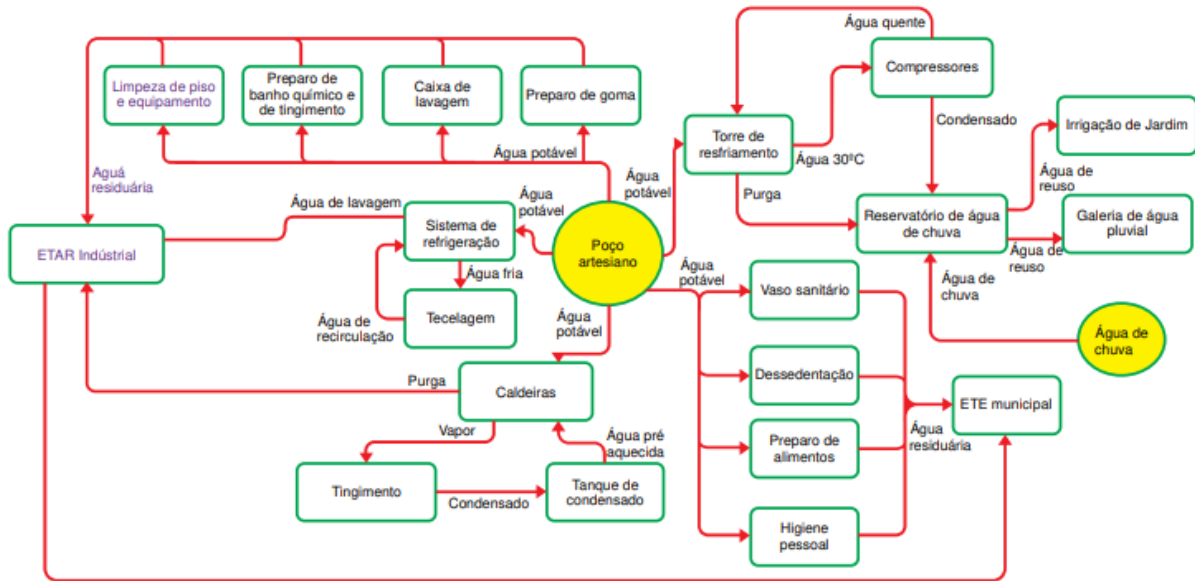 Água quente
Limpeza de piso
e equipamento
Preparo de
banho químico e
de tingimento
Caixa de
lavagem
Preparo de goma
Compressores
Torre de
resfriamento
Água 30ºC
Condensado
Irrigação de Jardim
Água potável
Água
potável
Água de
reuso
Aguá
residuária
Purga
Água de lavagem
Sistema de
refrigeração
Água
potável
Poço
artesiano
Reservatório de água
de chuva
Galeria de água
pluvial
ETAR Indústrial
Água de
reuso
Água fria
Água
potável
Vaso sanitário
Água de
chuva
Tecelagem
Água de
recirculação
Água
potável
Água de
chuva
Purga
Caldeiras
Dessedentação
ETE municipal
Vapor
Água pré
aquecida
Preparo de
alimentos
Água
residuária
Tingimento
Condensado
Tanque de
condensado
Higiene
pessoal